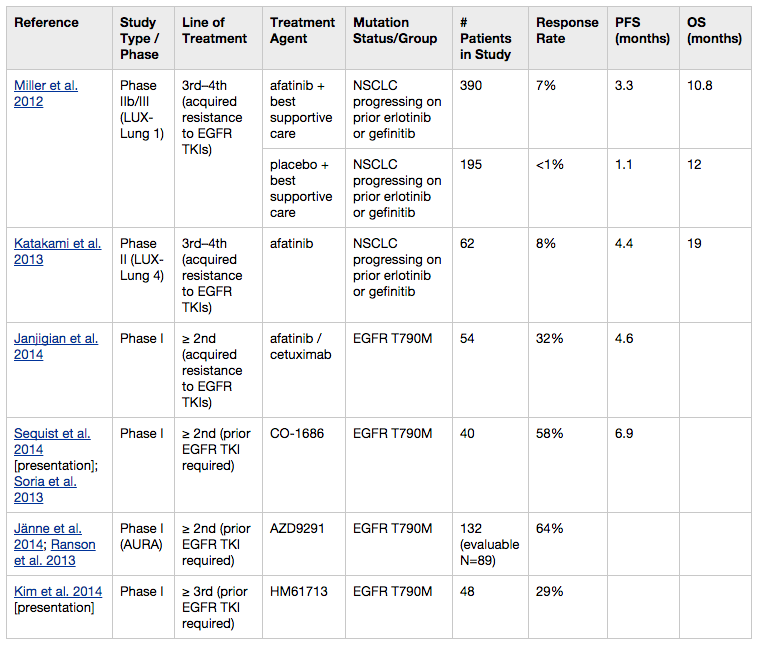 Reference
Study
Type /
Phase
Line of
Treatment
Treatment
Agent
Mutation
Status/Group
#
Patients
in Study
Response
Rate
PFS
(months)
OS
(months)
Miller et al.
2012
Phase
IIb/III
(LUX-
Lung 1)
3rd–4th
(acquired
resistance
to EGFR
TKIs)
afatinib +
best
supportive
care
NSCLC
progressing on
prior erlotinib
or gefinitib
390
7%
3.3
10.8
placebo +
best
supportive
care
NSCLC
progressing on
prior erlotinib
or gefinitib
195
<1%
1.1
12
Katakami et al.
2013
Phase
II (LUX-
Lung 4)
3rd–4th
(acquired
resistance
to EGFR
TKIs)
afatinib
NSCLC
progressing on
prior erlotinib
or gefinitib
62
8%
4.4
19
Janjigian et al.
2014
Phase I
≥ 2nd
(acquired
resistance
to EGFR
TKIs)
afatinib /
cetuximab
EGFR T790M
54
32%
4.6
Sequist et al.
2014
[presentation];
Soria et al.
2013
Phase I
≥ 2nd (prior
EGFR TKI
required)
CO-1686
EGFR T790M
40
58%
6.9
Jänne et al.
2014; Ranson
et al. 2013
Phase I
(AURA)
≥ 2nd (prior
EGFR TKI
required)
AZD9291
EGFR T790M
132
(evaluable
N=89)
64%
Kim et al. 2014
[presentation]
Phase I
≥ 3rd (prior
EGFR TKI
required)
HM61713
EGFR T790M
48
29%